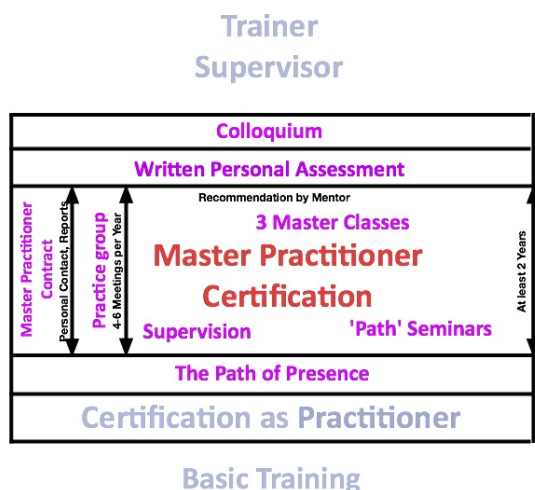 Trainer
Supervisor
Colloquium
Written Personal Assessment
Recommendation by Mentor
3 Master Classes
Master Practitioner
Certification
Supervision
'Path' Seminars
Master Practitioner
Contract
Personal Contact, Reports
Practice group
4-6 Meetings per Year
At least 2 Years
The Path of Presence
Certification as Practitioner
Basic Training